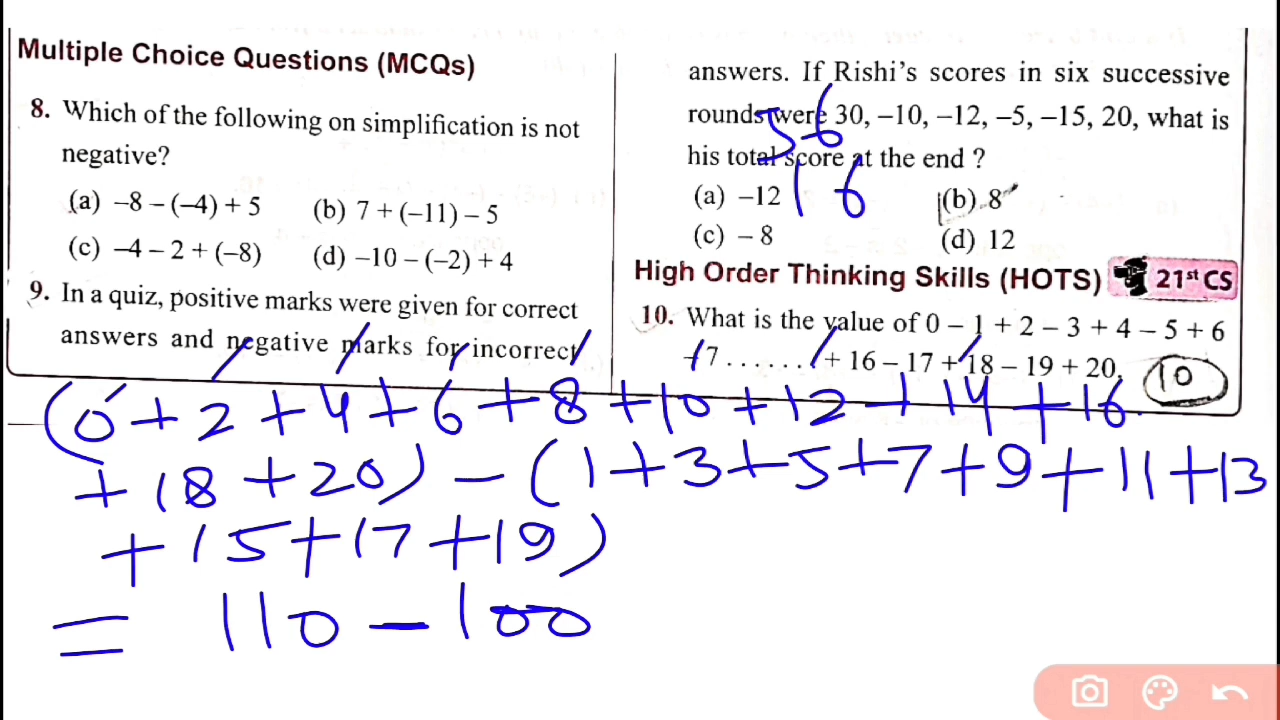 Multiple Choice Questions (MCQs)
8. Which of the following on simplification is not
negative?
(a) –8 – (–4) + 5 (b) 7 + (–11) – 5
(c) –4 – 2 + (–8) (d) –10 – (–2) + 4
9. In a quiz, positive marks were given for correct
answers and negative marks for incorrect
answers. If Rishi's scores in six successive
rounds were 30, –10, –12, –5, –15, 20, what is
his total score at the end ?
(a) –12 (b) 8
(c) – 8 (d) 12
56
16
High Order Thinking Skills (HOTS) 21st CS
10. What is the value of 0 – 1 + 2 – 3 + 4 – 5 + 6
–7 . . . . . . + 16 – 17 + 18 – 19 + 20.
10
(0 + 2 + 4 + 6 + 8 + 10 + 12 + 14 + 16
+ 18 + 20) – (1 + 3 + 5 + 7 + 9 + 11 + 13
+ 15 + 17 + 19)
= 110 – 100